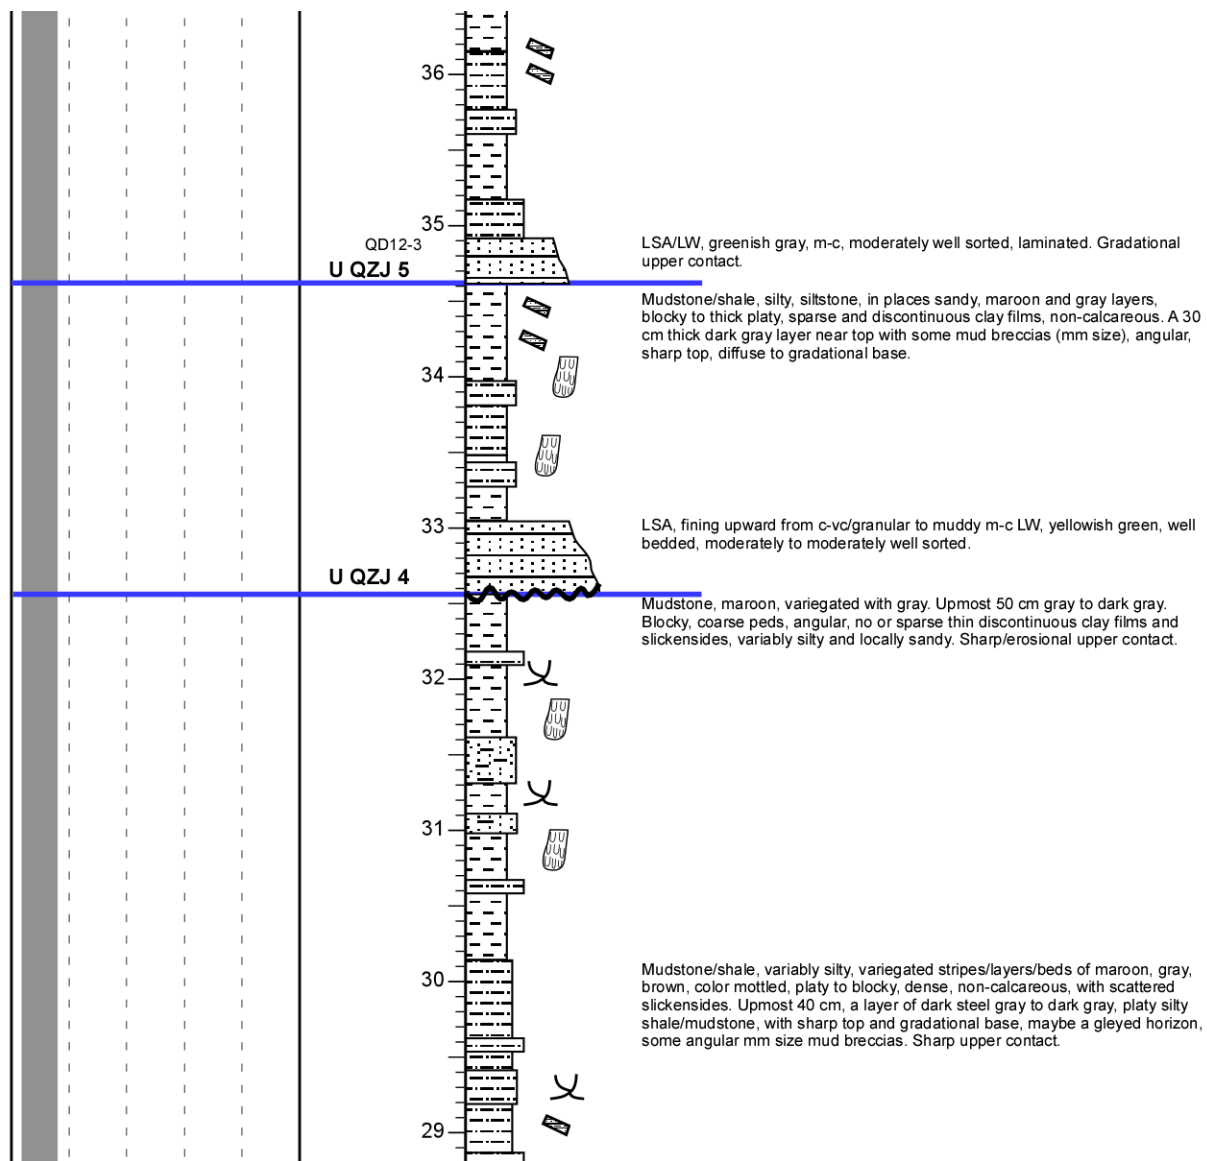 36
35
QD12-3
LSA/LW, greenish gray, m-c, moderately well sorted, laminated. Gradational
upper contact.
U QZJ 5
Mudstone/shale, silty, siltstone, in places sandy, maroon and gray layers,
blocky to thick platy, sparse and discontinuous clay films, non-calcareous. A 30
cm thick dark gray layer near top with some mud breccias (mm size), angular,
sharp top, diffuse to gradational base.
34
33
LSA, fining upward from c-vc/granular to muddy m-c LW, yellowish green, well
bedded, moderately to moderately well sorted.
U QZJ 4
Mudstone, maroon, variegated with gray. Upmost 50 cm gray to dark gray.
Blocky, coarse peds, angular, no or sparse thin discontinuous clay films and
slickensides, variably silty and locally sandy. Sharp/erosional upper contact.
32
31
30
Mudstone/shale, variably silty, variegated stripes/layers/beds of maroon, gray,
brown, color mottled, platy to blocky, dense, non-calcareous, with scattered
slickensides. Upmost 40 cm, a layer of dark steel gray to dark gray, platy silty
shale/mudstone, with sharp top and gradational base, maybe a gleyed horizon,
some angular mm size mud breccias. Sharp upper contact.
29